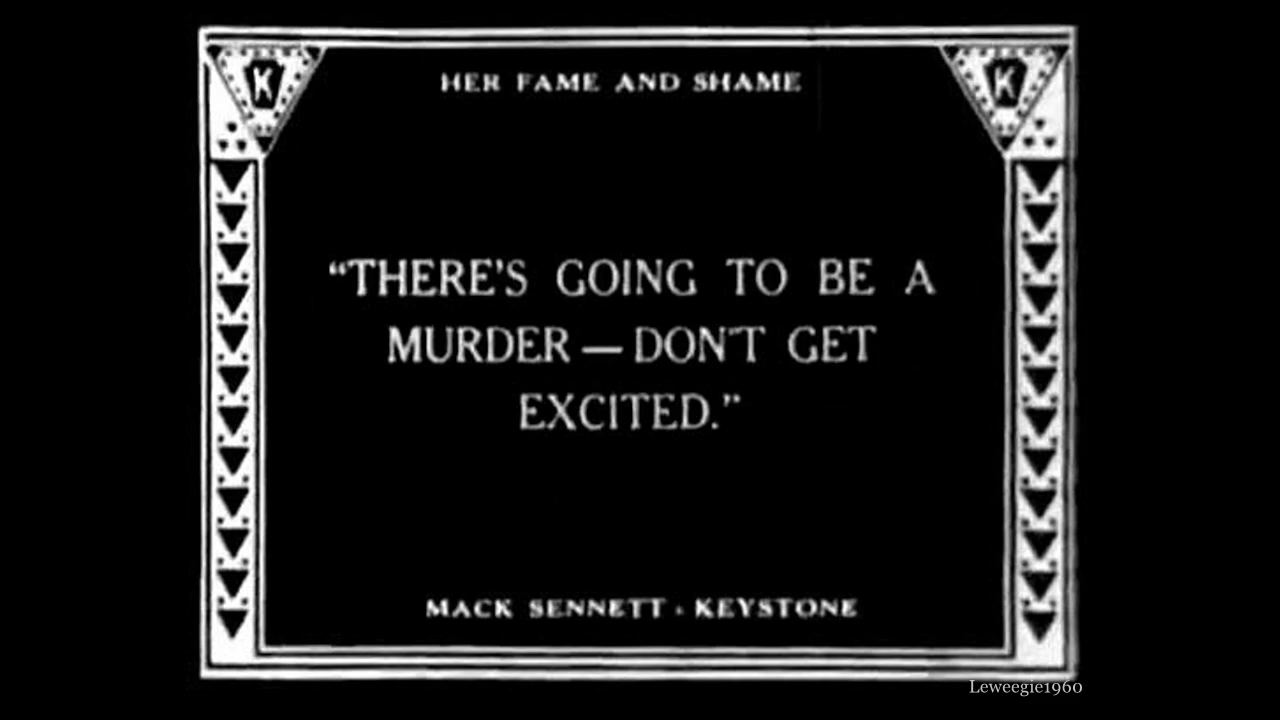 K
K
HER FAME AND SHAME
“THERE'S GOING TO BE A
MURDER — DON'T GET
EXCITED.”
MACK SENNETT · KEYSTONE
Leweegie1960